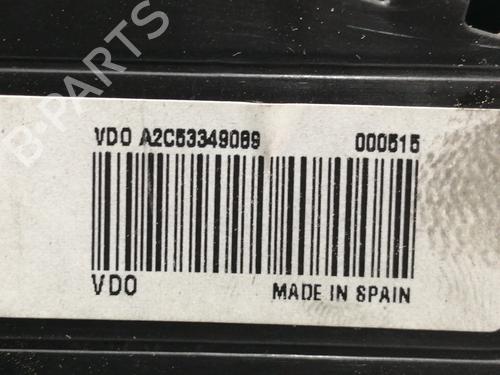 B-PARTS
VDO A2C53349089 000515
VDO MADE IN SPAIN